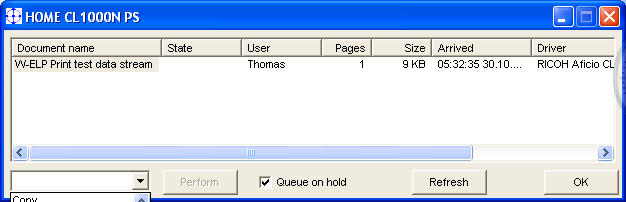 HOME CL1000N PS
Document name State User Pages Size Arrived Driver
W-ELP Print test data stream Thomas 1 9 KB 05:32:35 30.10.... RICOH Aficio CL
Perform Queue on hold Refresh OK
Copy